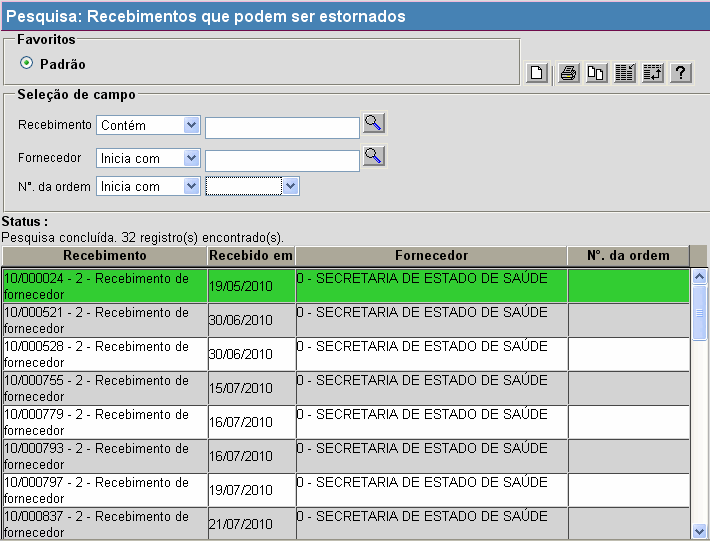 Pesquisa: Recebimentos que podem ser estornados
Favoritos
Padrão
?
Seleção de campo
Recebimento Contém
Fornecedor Inicia com
N°. da ordem Inicia com
Status :
Pesquisa concluída. 32 registro(s) encontrado(s).
Recebimento Recebido em Fornecedor N°. da ordem
10/000024 - 2 - Recebimento de
fornecedor 19/05/2010 0 - SECRETARIA DE ESTADO DE SAÚDE
10/000521 - 2 - Recebimento de
fornecedor 30/06/2010 0 - SECRETARIA DE ESTADO DE SAÚDE
10/000528 - 2 - Recebimento de
fornecedor 30/06/2010 0 - SECRETARIA DE ESTADO DE SAÚDE
10/000755 - 2 - Recebimento de
fornecedor 15/07/2010 0 - SECRETARIA DE ESTADO DE SAÚDE
10/000779 - 2 - Recebimento de
fornecedor 16/07/2010 0 - SECRETARIA DE ESTADO DE SAÚDE
10/000793 - 2 - Recebimento de
fornecedor 16/07/2010 0 - SECRETARIA DE ESTADO DE SAÚDE
10/000797 - 2 - Recebimento de
fornecedor 19/07/2010 0 - SECRETARIA DE ESTADO DE SAÚDE
10/000837 - 2 - Recebimento de
fornecedor 21/07/2010 0 - SECRETARIA DE ESTADO DE SAÚDE